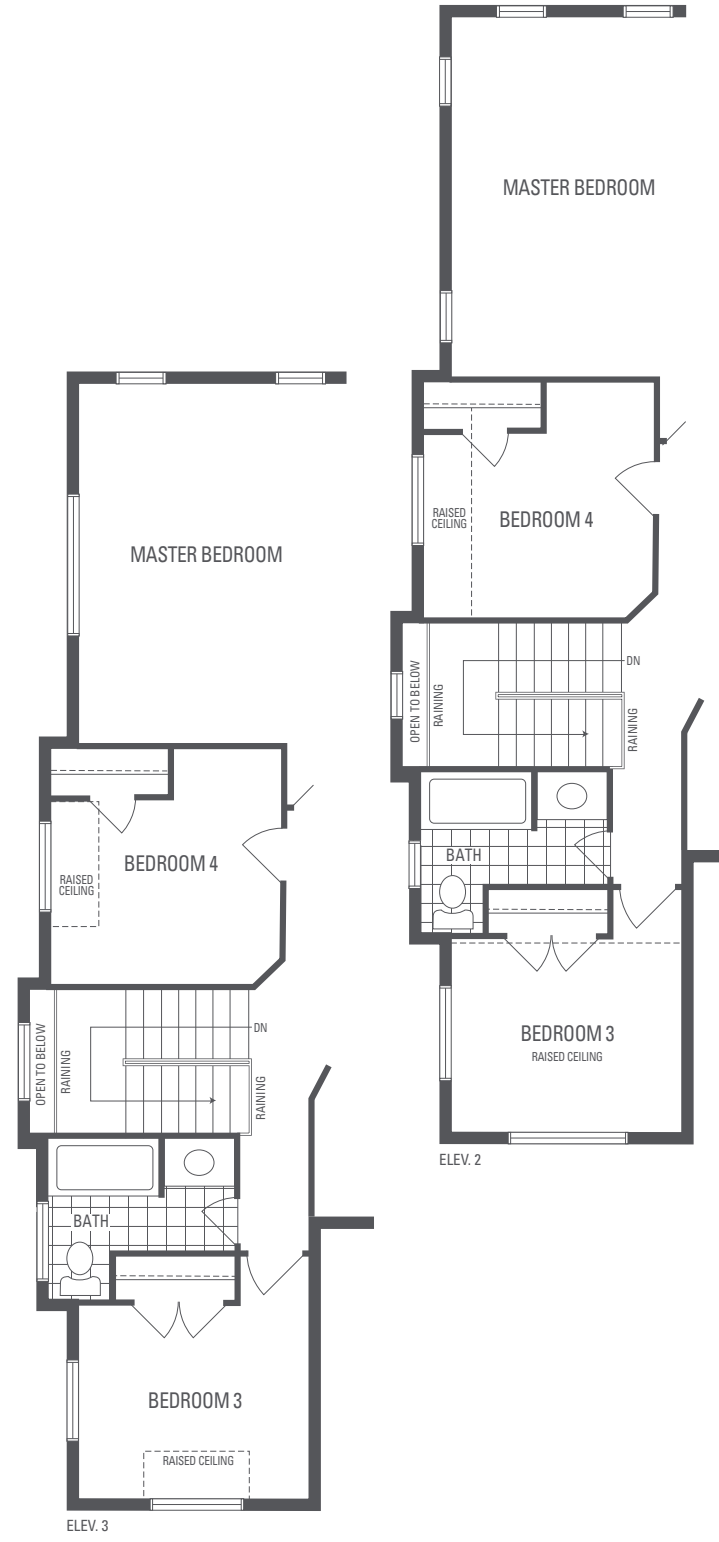 MASTER BEDROOM
RAISED
CEILING
BEDROOM 4
OPEN TO BELOW
RAINING
DN
RAINING
BATH
BEDROOM 3
RAISED CEILING
ELEV. 2
MASTER BEDROOM
BEDROOM 4
RAISED
CEILING
OPEN TO BELOW
RAINING
DN
RAINING
BATH
BEDROOM 3
RAISED CEILING
ELEV. 3